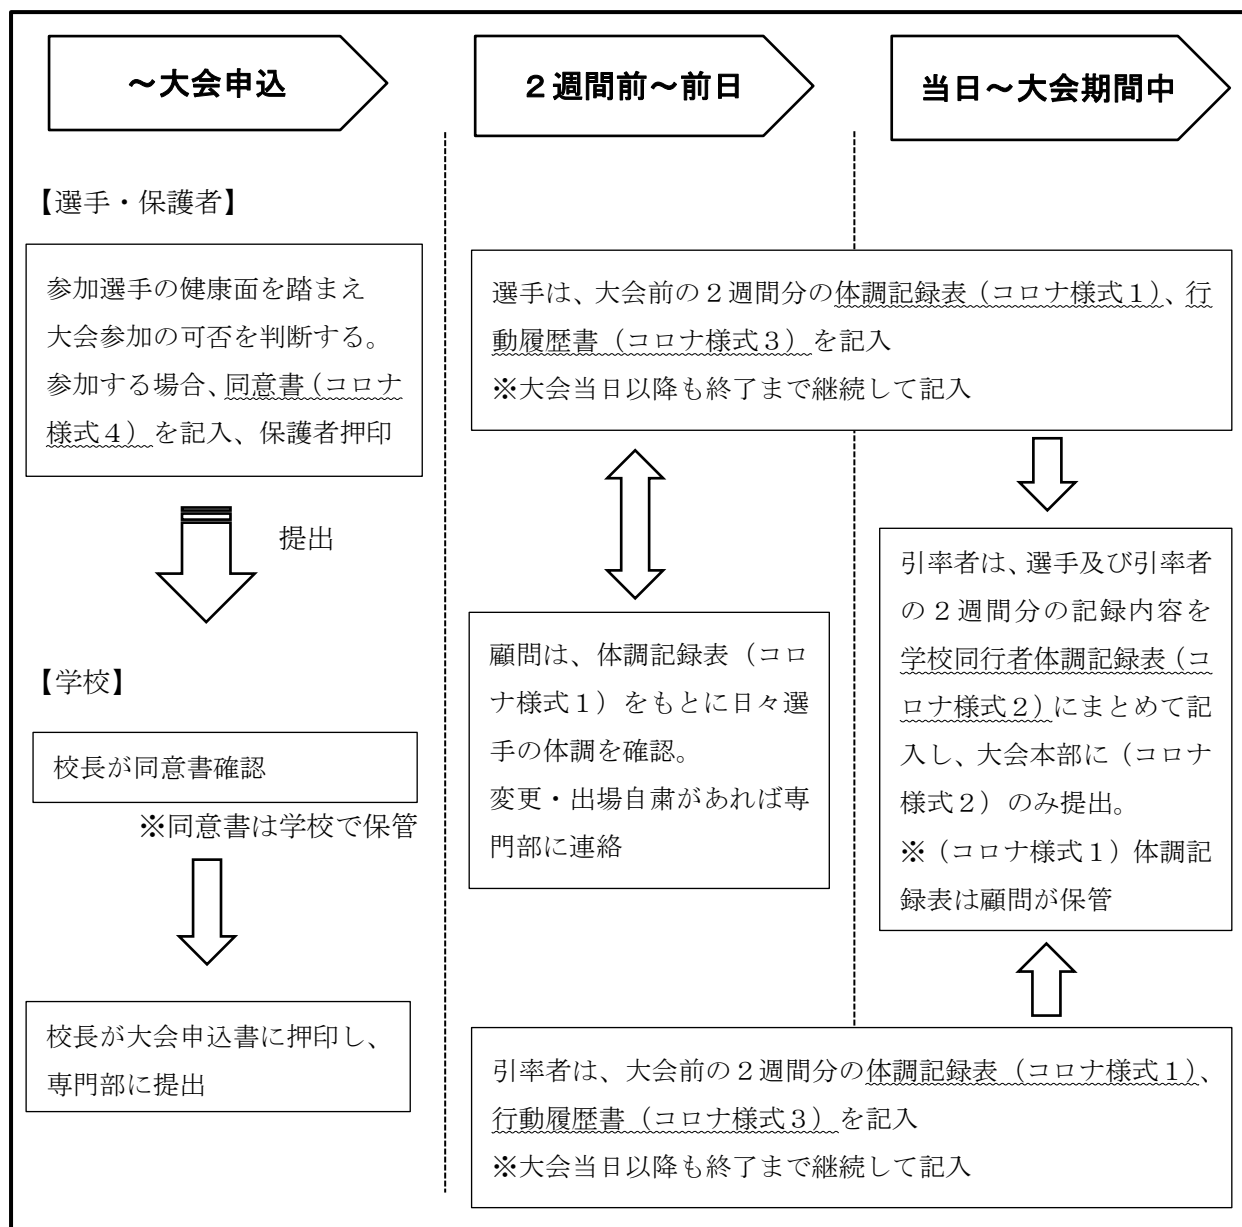 ～大会申込
２週間前～前日
当日～大会期間中
【選手・保護者】
参加選手の健康面を踏まえ
大会参加の可否を判断する。
参加する場合、同意書（コロナ
様式４）を記入、保護者押印
提出
【学校】
校長が同意書確認
※同意書は学校で保管
校長が大会申込書に押印し、
専門部に提出
選手は、大会前の２週間分の体調記録表（コロナ様式１）、行
動履歴書（コロナ様式３）を記入
※大会当日以降も終了まで継続して記入
顧問は、体調記録表（コロ
ナ様式１）をもとに日々選
手の体調を確認。
変更・出場自粛があれば専
門部に連絡
引率者は、選手及び引率者
の２週間分の記録内容を
学校同行者体調記録表（コ
ロナ様式２）にまとめて記
入し、大会本部に（コロナ
様式２）のみ提出。
※（コロナ様式１）体調記
録表は顧問が保管
引率者は、大会前の２週間分の体調記録表（コロナ様式１）、
行動履歴書（コロナ様式３）を記入
※大会当日以降も終了まで継続して記入